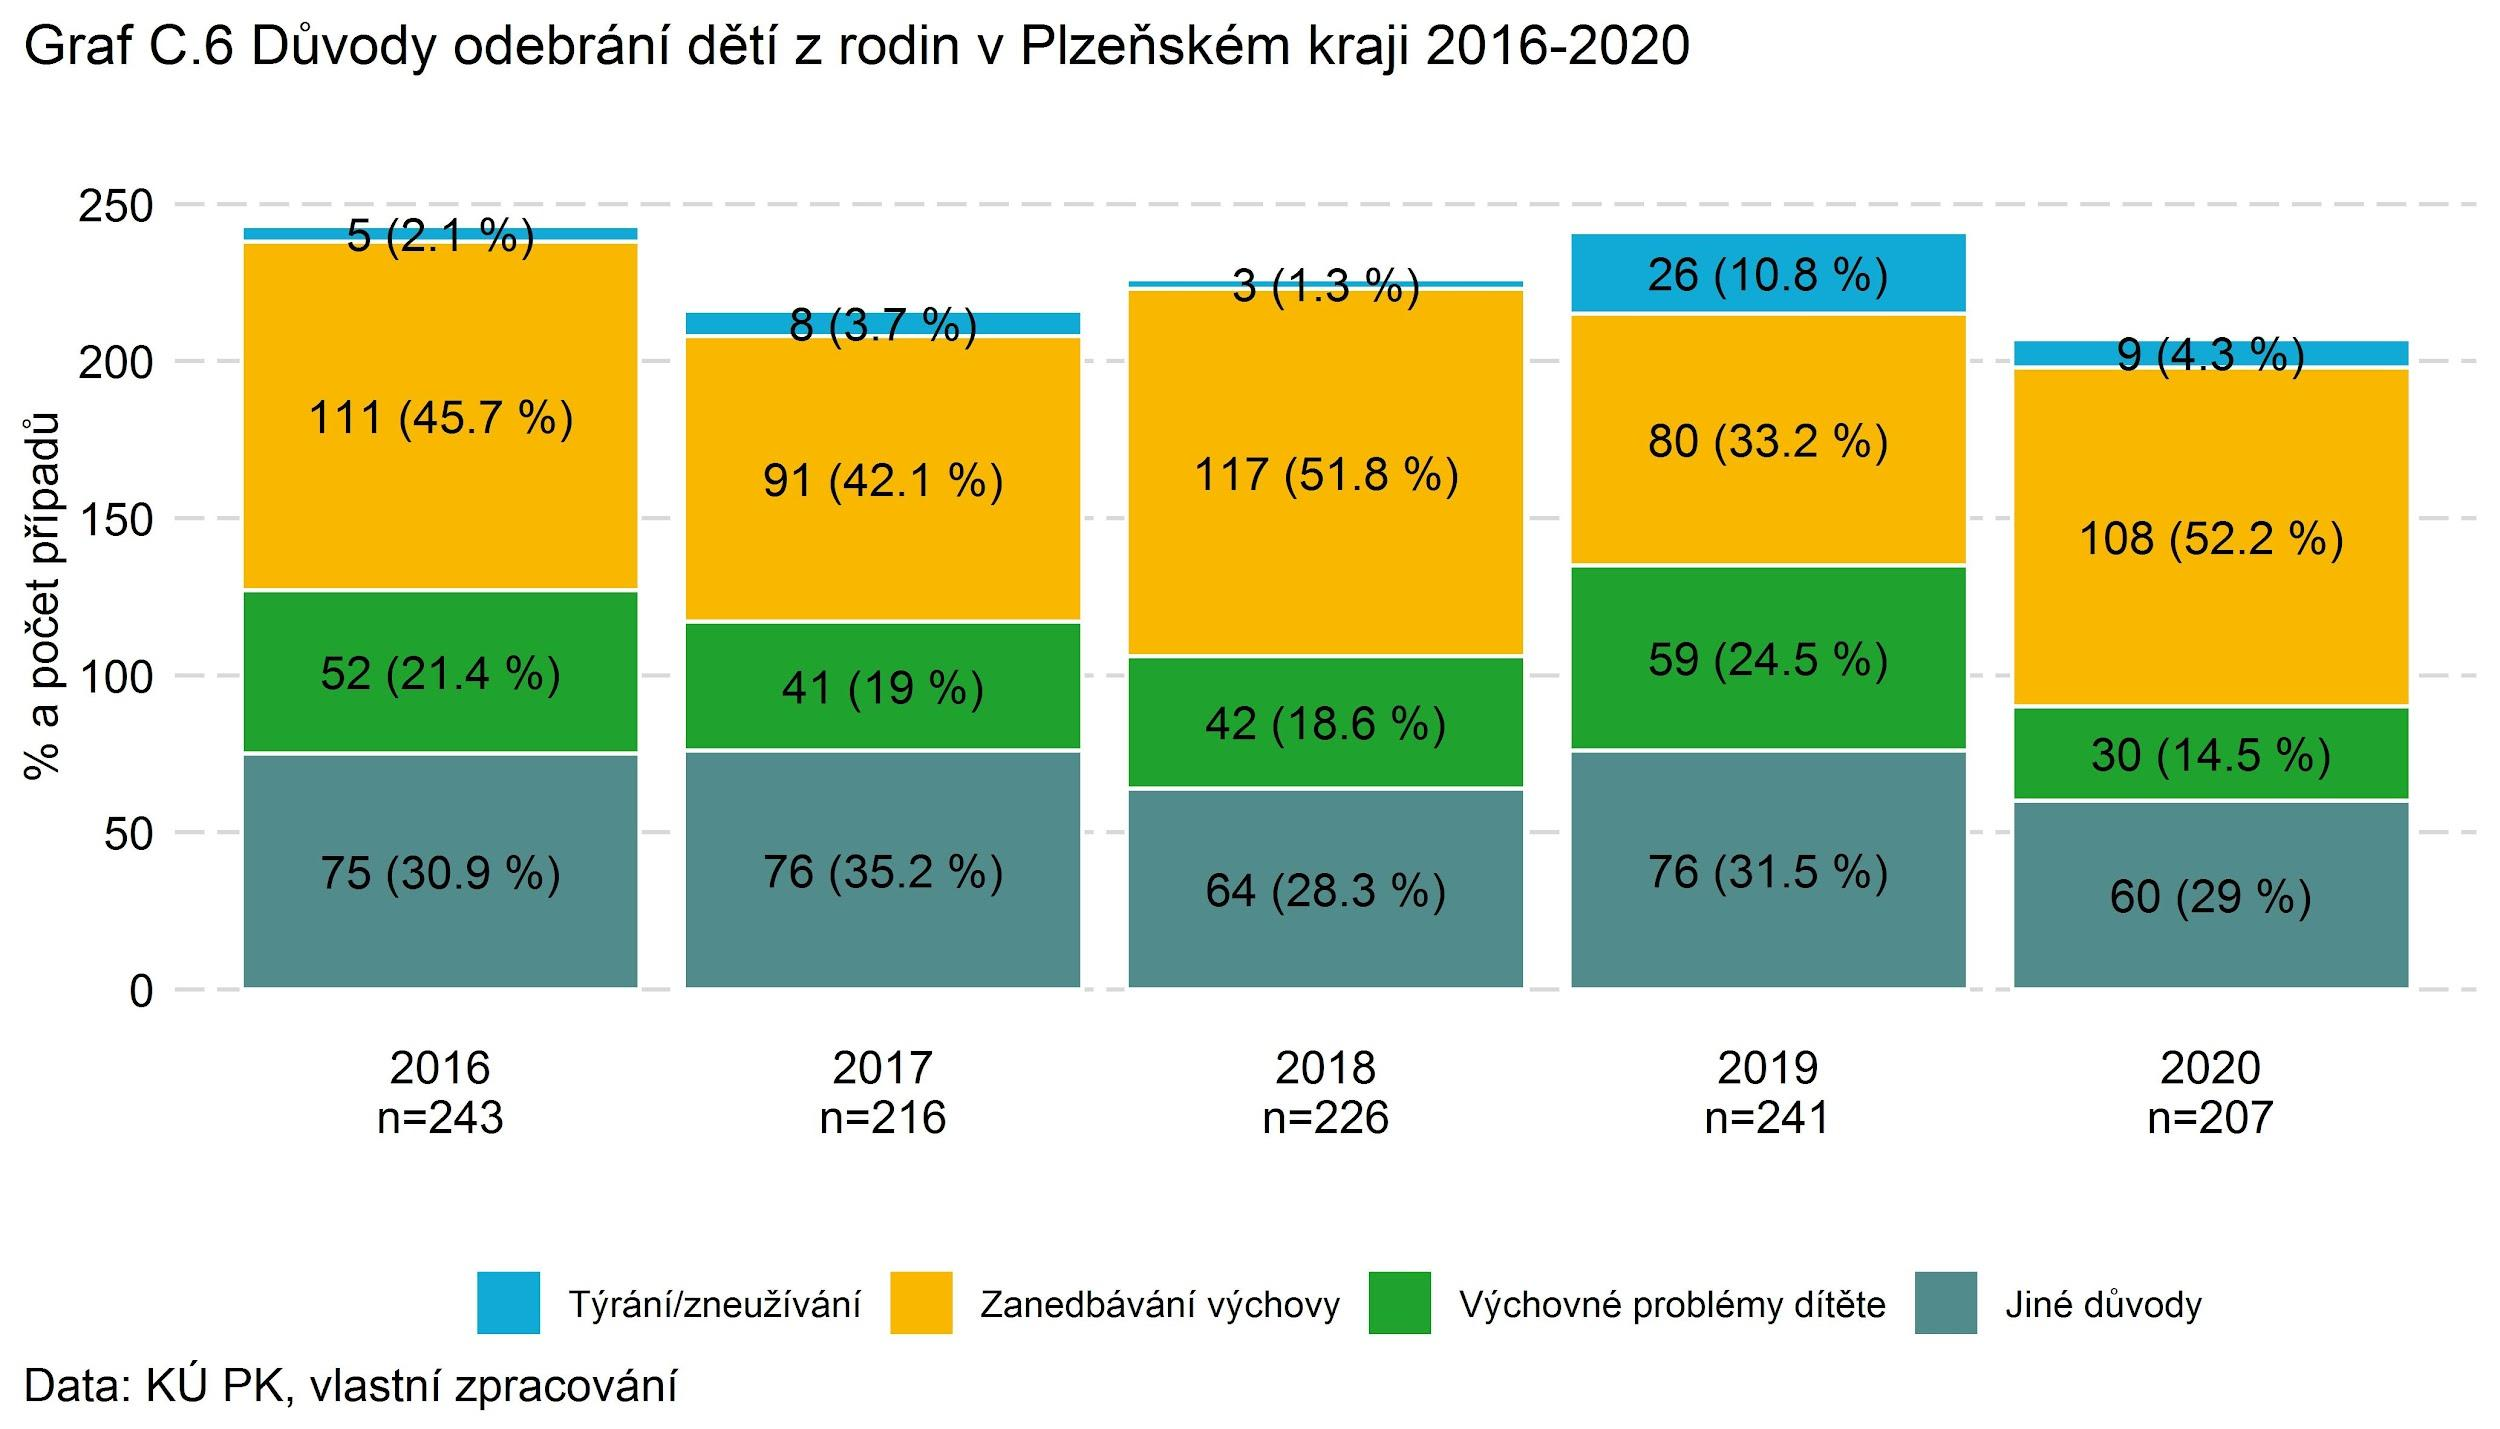 Graf C.6 Důvody odebrání dětí z rodin v Plzeňském kraji 2016-2020
% a počet případů
250
200
150
100
50
0
5 (2.1 %)
111 (45.7 %)
52 (21.4 %)
75 (30.9 %)
8 (3.7 %)
91 (42.1 %)
41 (19 %)
76 (35.2 %)
3 (1.3 %)
117 (51.8 %)
42 (18.6 %)
64 (28.3 %)
26 (10.8 %)
80 (33.2 %)
59 (24.5 %)
76 (31.5 %)
9 (4.3 %)
108 (52.2 %)
30 (14.5 %)
60 (29 %)
2016 2017 2018 2019 2020
n=243 n=216 n=226 n=241 n=207
Týrání/zneužívání Zanedbávání výchovy Výchovné problémy dítěte Jiné důvody
Data: KÚ PK, vlastní zpracování